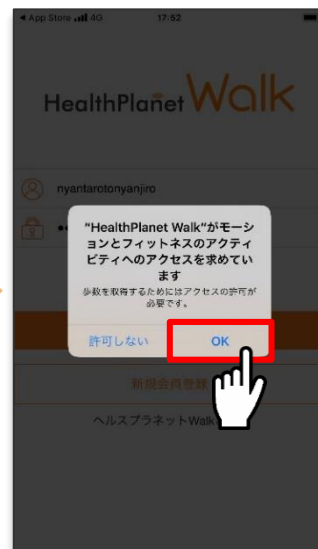 App Store 4G 17:52
HealthPlanet Walk
nyantarotonyanjiro
"HealthPlanet Walk"がモーシ
ョンとフィットネスのアクティ
ビティへのアクセスを求めてい
ます
歩数を取得するためにはアクセスの許可が
必要です。
許可しない OK
新規会員登録
ヘルスプラネットWalk